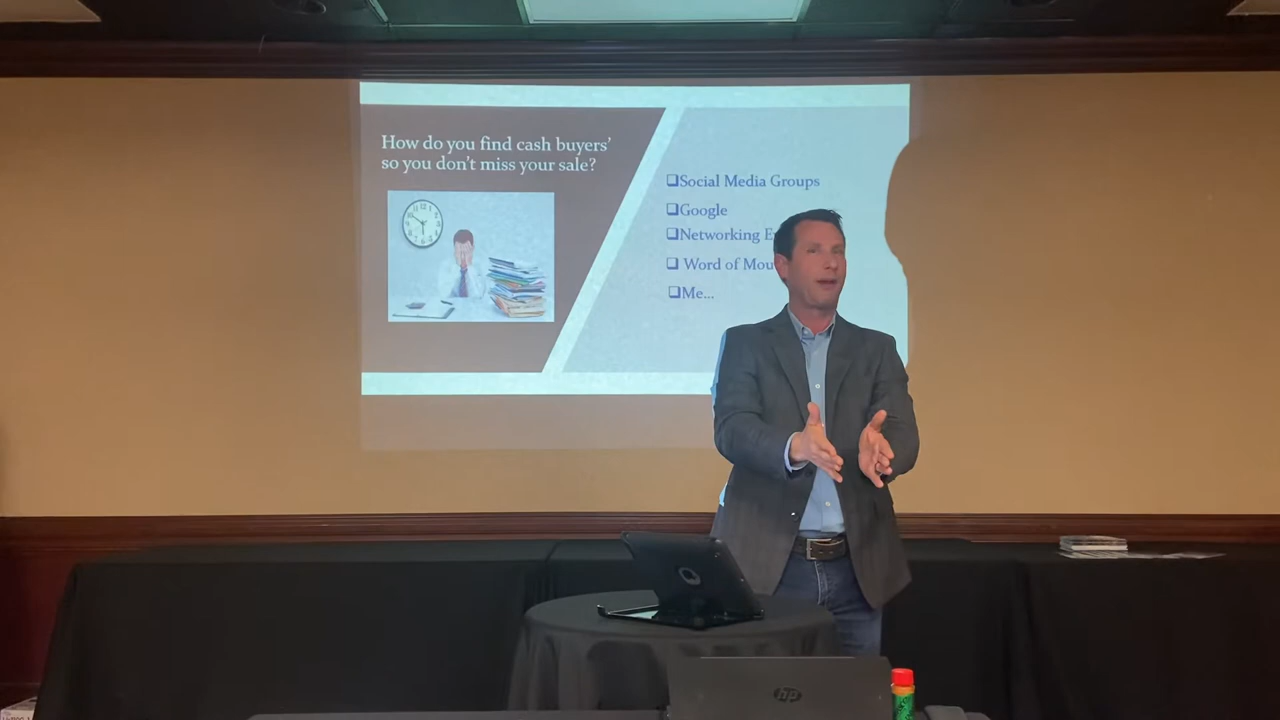 How do you find cash buyers'
so you don't miss your sale?
❑Social Media Groups
❑Google
❑Networking
❑ Word of
❑Me...
hp